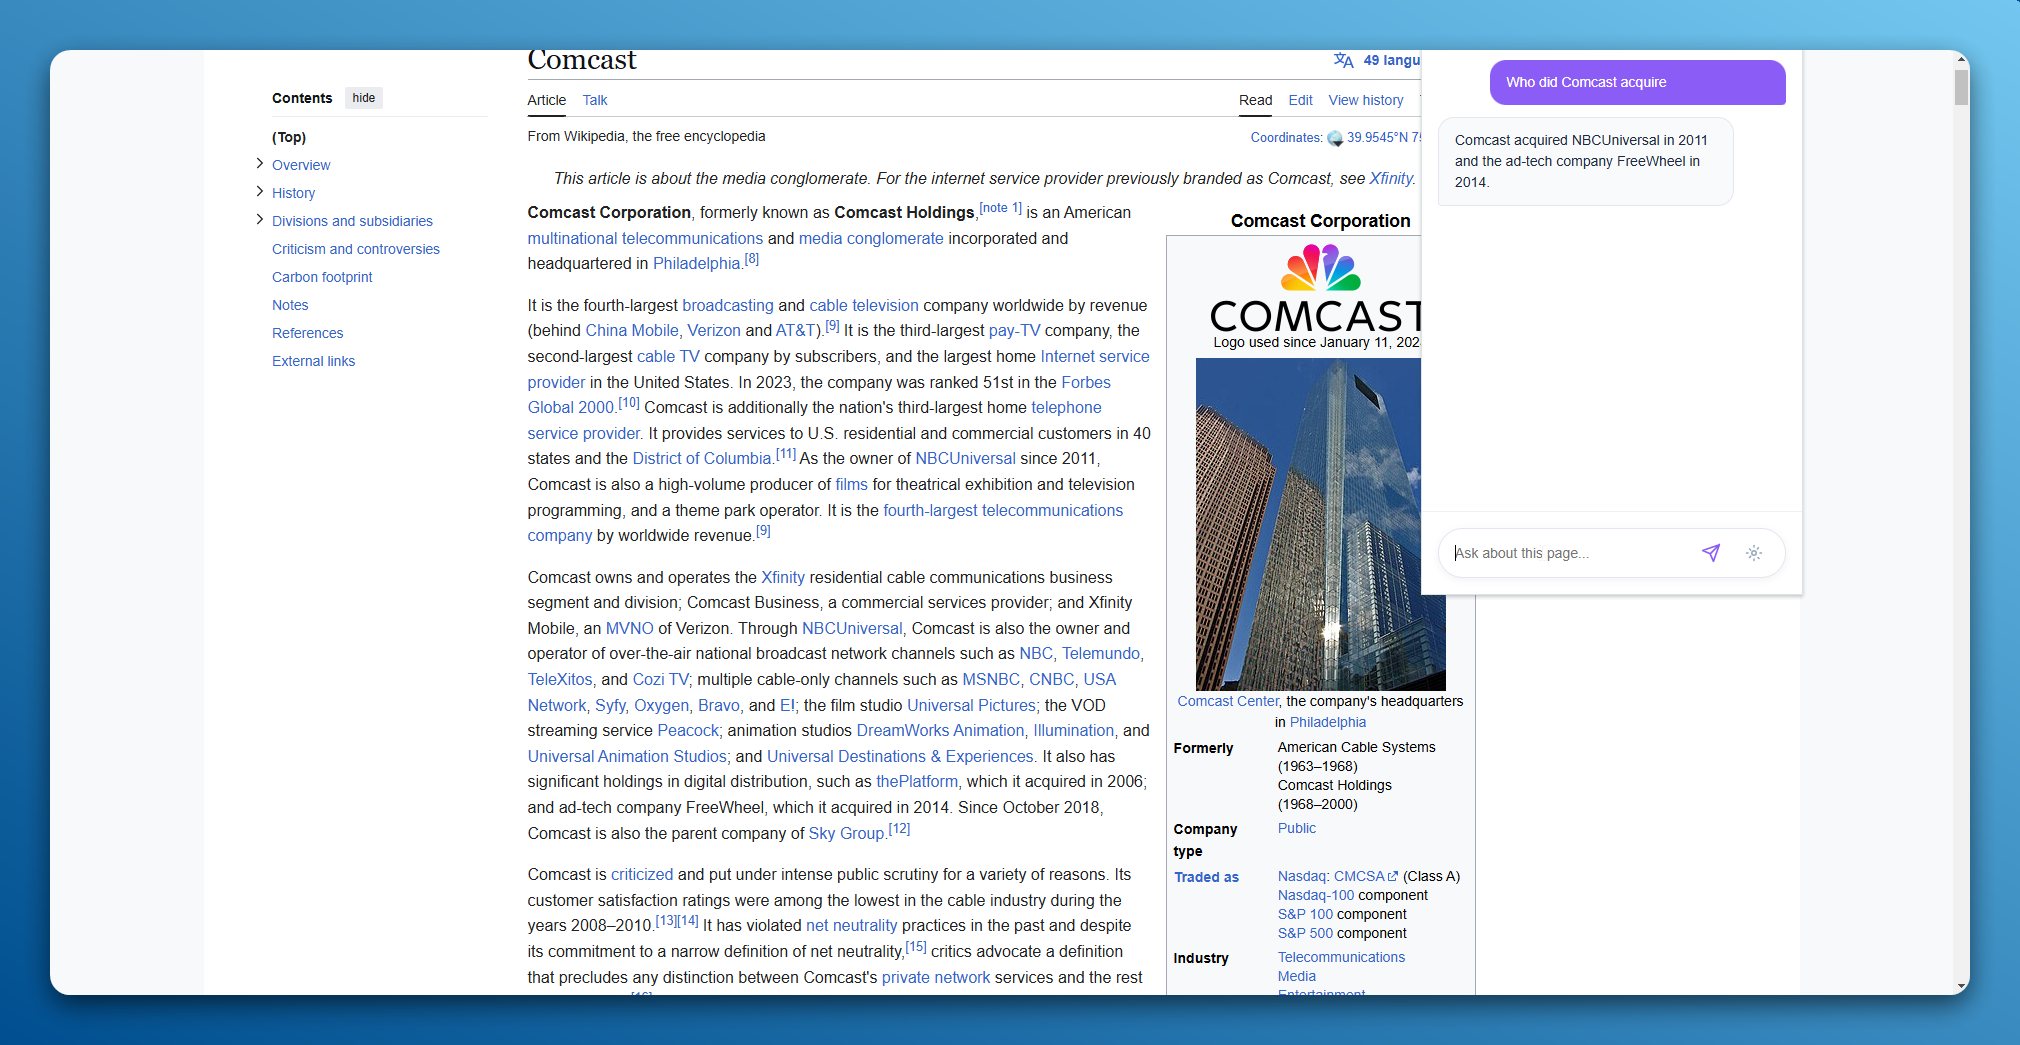 Comcast
49 langu
Contents
hide
(Top)
Overview
History
Divisions and subsidiaries
Criticism and controversies
Carbon footprint
Notes
References
External links
Article Talk
Read Edit View history
From Wikipedia, the free encyclopedia
Coordinates: 39.9545°N 75
This article is about the media conglomerate. For the internet service provider previously branded as Comcast, see Xfinity.
Comcast Corporation, formerly known as Comcast Holdings,[note 1] is an American
multinational telecommunications and media conglomerate incorporated and
headquartered in Philadelphia.[8]
It is the fourth-largest broadcasting and cable television company worldwide by revenue
(behind China Mobile, Verizon and AT&T).[9] It is the third-largest pay-TV company, the
second-largest cable TV company by subscribers, and the largest home Internet service
provider in the United States. In 2023, the company was ranked 51st in the Forbes
Global 2000.[10] Comcast is additionally the nation's third-largest home telephone
service provider. It provides services to U.S. residential and commercial customers in 40
states and the District of Columbia.[11] As the owner of NBCUniversal since 2011,
Comcast is also a high-volume producer of films for theatrical exhibition and television
programming, and a theme park operator. It is the fourth-largest telecommunications
company by worldwide revenue.[9]
Comcast owns and operates the Xfinity residential cable communications business
segment and division; Comcast Business, a commercial services provider; and Xfinity
Mobile, an MVNO of Verizon. Through NBCUniversal, Comcast is also the owner and
operator of over-the-air national broadcast network channels such as NBC, Telemundo,
TeleXitos, and Cozi TV; multiple cable-only channels such as MSNBC, CNBC, USA
Network, Syfy, Oxygen, Bravo, and E!; the film studio Universal Pictures; the VOD
streaming service Peacock; animation studios DreamWorks Animation, Illumination, and
Universal Animation Studios; and Universal Destinations & Experiences. It also has
significant holdings in digital distribution, such as thePlatform, which it acquired in 2006;
and ad-tech company FreeWheel, which it acquired in 2014. Since October 2018,
Comcast is also the parent company of Sky Group.[12]
Comcast is criticized and put under intense public scrutiny for a variety of reasons. Its
customer satisfaction ratings were among the lowest in the cable industry during the
years 2008–2010.[13][14] It has violated net neutrality practices in the past and despite
its commitment to a narrow definition of net neutrality,[15] critics advocate a definition
that precludes any distinction between Comcast's private network services and the rest
Comcast Corporation
COMCAST
Logo used since January 11, 202
Comcast Center, the company's headquarters
in Philadelphia
Formerly American Cable Systems
(1963–1968)
Comcast Holdings
(1968–2000)
Company type Public
Traded as Nasdaq: CMCSA (Class A)
Nasdaq-100 component
S&P 100 component
S&P 500 component
Industry Telecommunications
Media
Entertainment
Who did Comcast acquire
Comcast acquired NBCUniversal in 2011
and the ad-tech company FreeWheel in
2014.
Ask about this page...